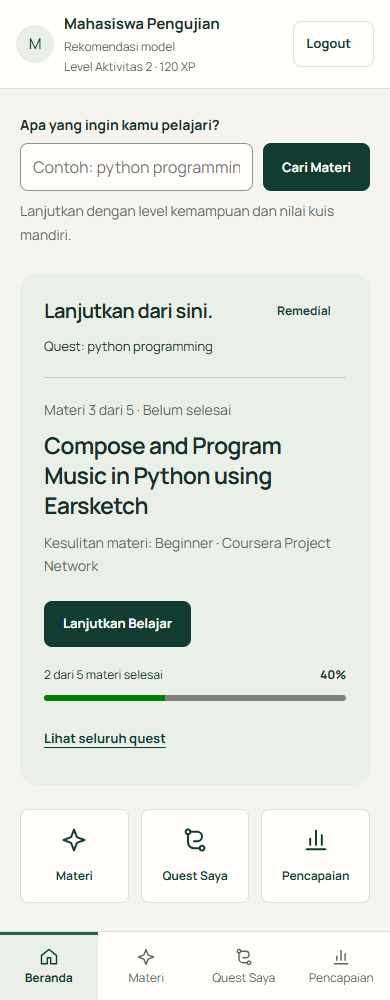 M
Mahasiswa Pengujian
Rekomendasi model
Level Aktivitas 2 · 120 XP
Logout
Apa yang ingin kamu pelajari?
Contoh: python programmin
Cari Materi
Lanjutkan dengan level kemampuan dan nilai kuis
mandiri.
Lanjutkan dari sini.
Remedial
Quest: python programming
Materi 3 dari 5 · Belum selesai
Compose and Program
Music in Python using
Earsketch
Kesulitan materi: Beginner · Coursera Project
Network
Lanjutkan Belajar
2 dari 5 materi selesai
40%
Lihat seluruh quest
Materi
Quest Saya
Pencapaian
Beranda
Materi
Quest Saya
Pencapaian